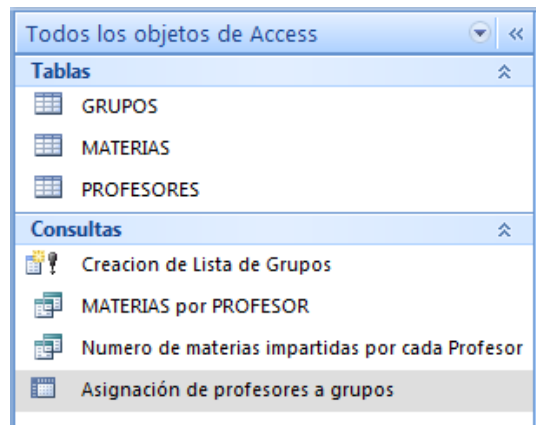 Todos los objetos de Access
Tablas
GRUPOS
MATERIAS
PROFESORES
Consultas
Creacion de Lista de Grupos
MATERIAS por PROFESOR
Numero de materias impartidas por cada Profesor
Asignación de profesores a grupos